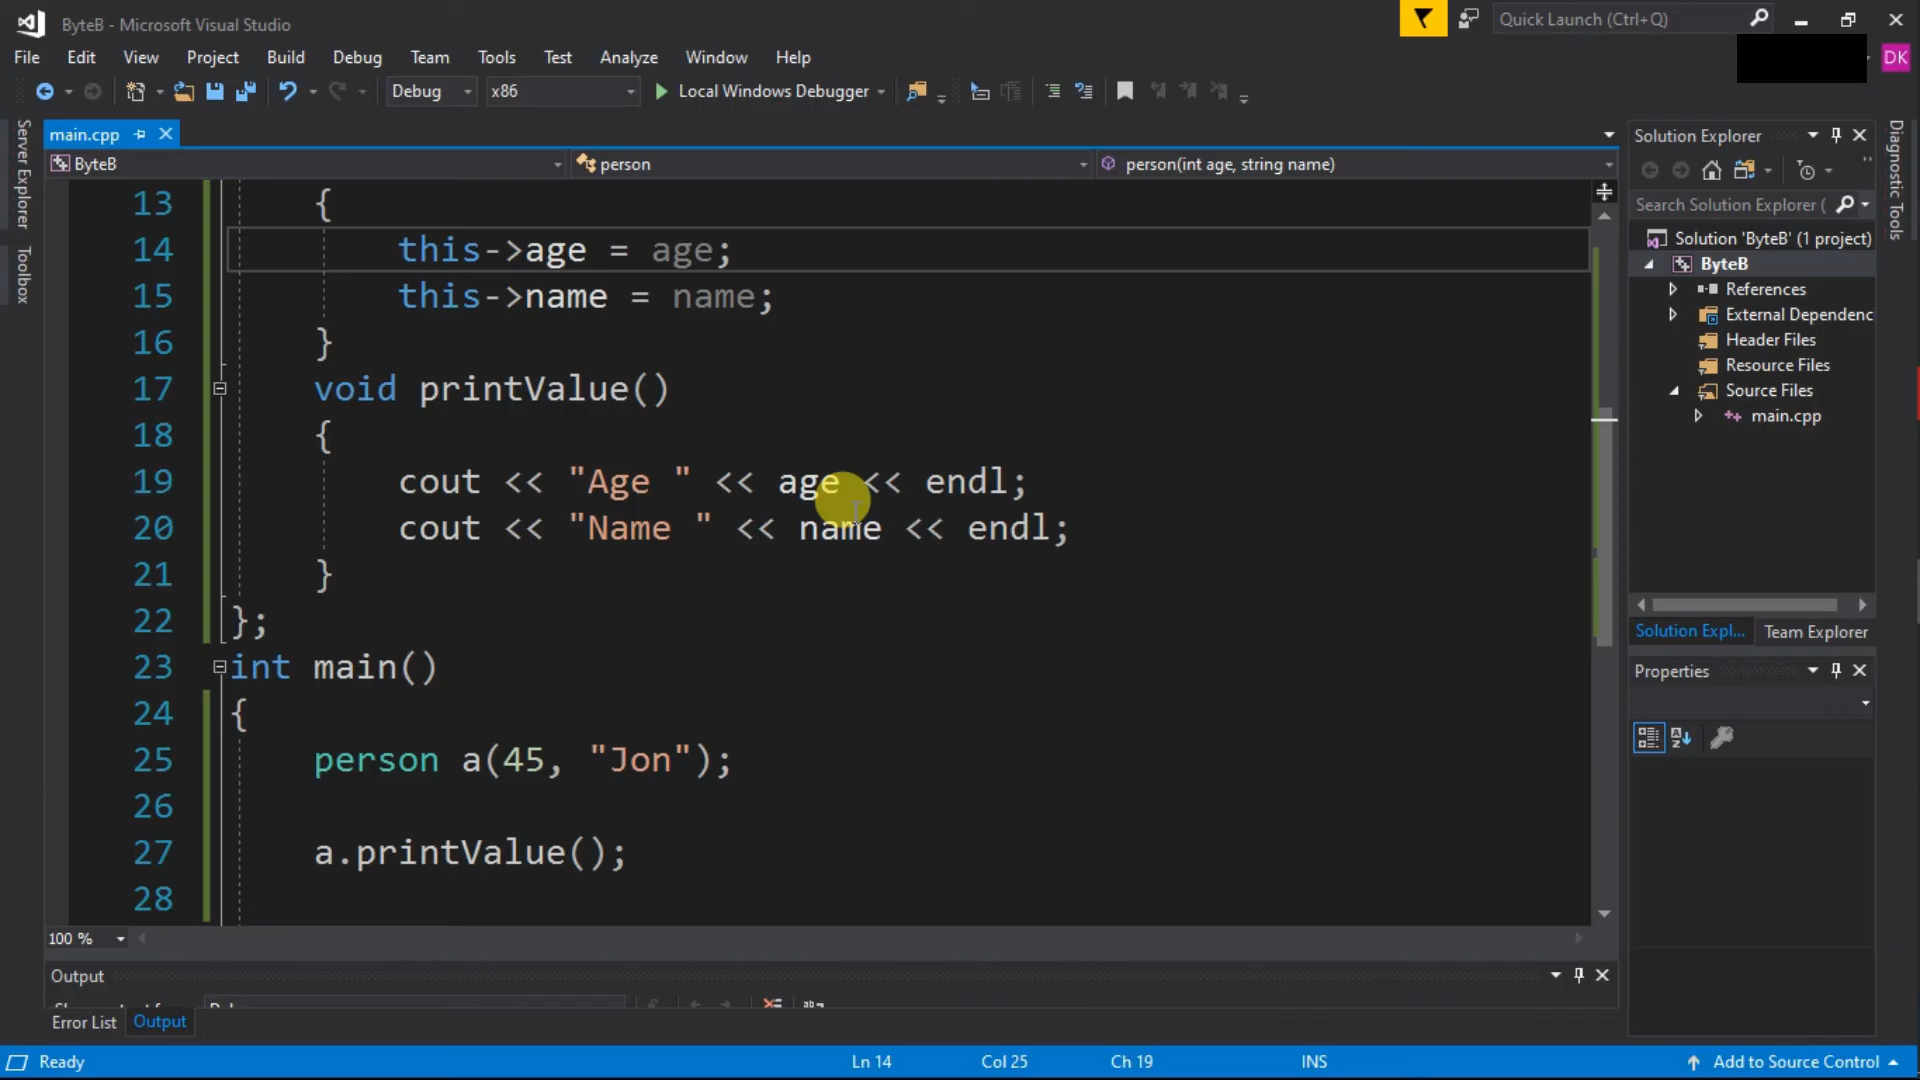 ByteB - Microsoft Visual Studio
Quick Launch (Ctrl+Q)
File Edit View Project Build Debug Team Tools Test Analyze Window Help
DK
Debug x86 Local Windows Debugger
Server Explorer
Toolbox
main.cpp
ByteB person person(int age, string name)
13 {
14 this->age = age;
15 this->name = name;
16 }
17 void printValue()
18 {
19 cout << "Age " << age << endl;
20 cout << "Name " << name << endl;
21 }
22 };
23 int main()
24 {
25 person a(45, "Jon");
26
27 a.printValue();
28
100 %
Output
Error List Output
Solution Explorer
Search Solution Explorer (
Solution 'ByteB' (1 project)
ByteB
References
External Dependenc
Header Files
Resource Files
Source Files
main.cpp
Solution Expl... Team Explorer
Properties
Diagnostic Tools
Ready Ln 14 Col 25 Ch 19 INS Add to Source Control